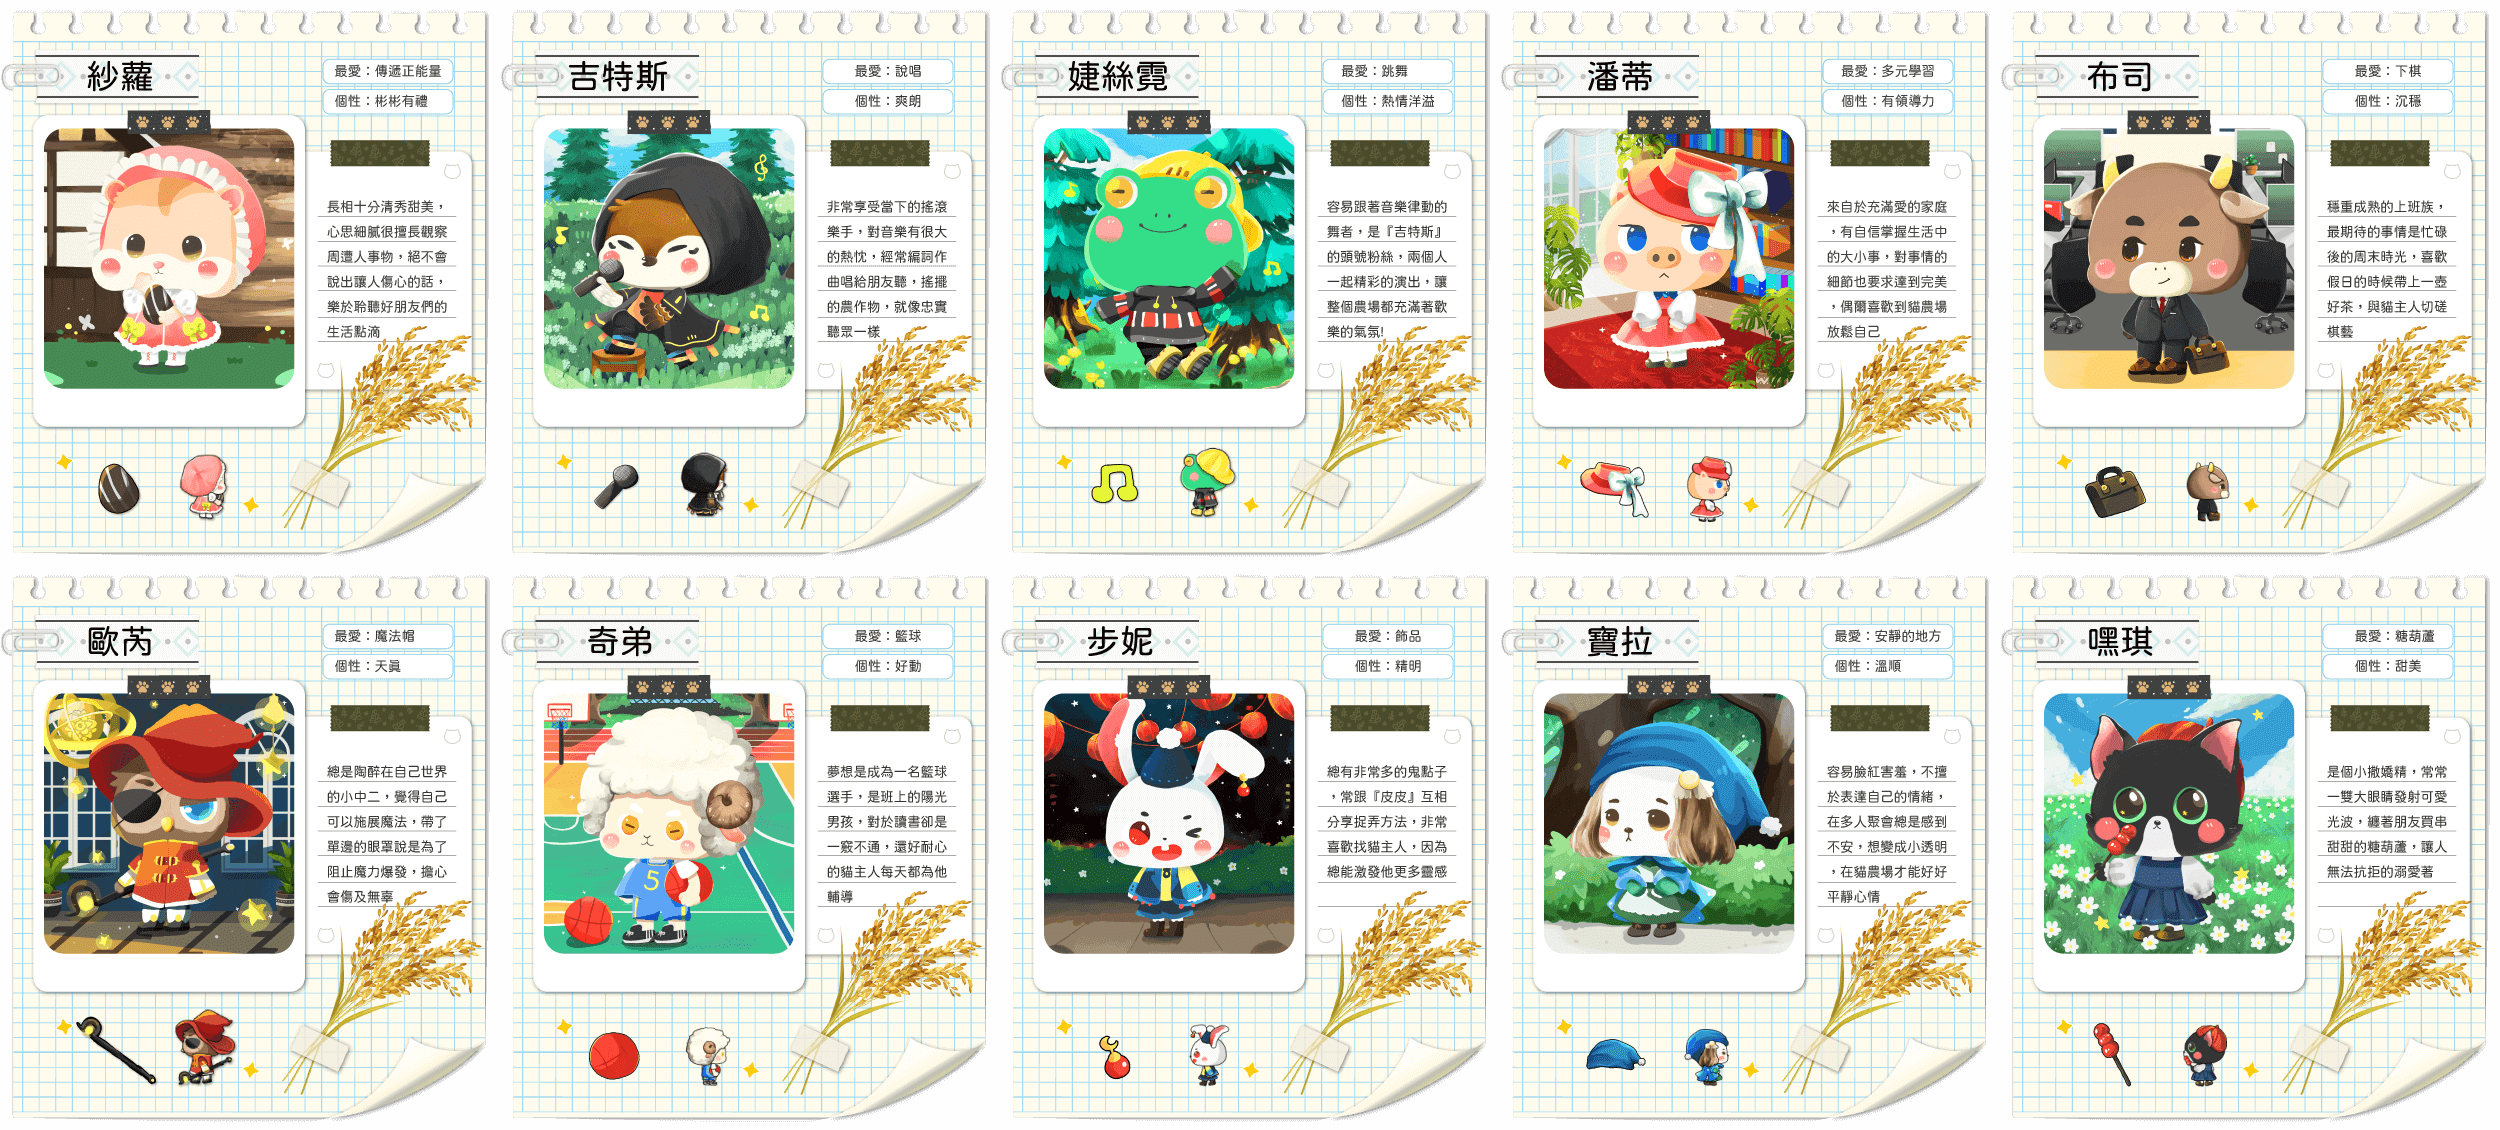 紗蘿
最愛：傳遞正能量
個性：彬彬有禮
長相十分清秀甜美，
心思細膩很擅長觀察
周遭人事物，絕不會
說出讓人傷心的話，
樂於聆聽好朋友們的
生活點滴
吉特斯
最愛：說唱
個性：爽朗
非常享受當下的搖滾
樂手，對音樂有很大
的熱忱，經常編詞作
曲唱給朋友聽，搖擺
的農作物，就像忠實
聽眾一樣
婕絲霓
最愛：跳舞
個性：熱情洋溢
容易跟著音樂律動的
舞者，是『吉特斯』
的頭號粉絲，兩個人
一起精彩的演出，讓
整個農場都充滿著歡
樂的氣氛!
潘蒂
最愛：多元學習
個性：有領導力
來自於充滿愛的家庭
，有自信掌握生活中
的大小事，對事情的
細節也要求達到完美
，偶爾喜歡到貓農場
放鬆自己
布司
最愛：下棋
個性：沉穩
穩重成熟的上班族，
最期待的事情是忙碌
後的周末時光，喜歡
假日的時候帶上一壺
好茶，與貓主人切磋
棋藝
歐芮
最愛：魔法帽
個性：天真
總是陶醉在自己世界
的小中二，覺得自己
可以施展魔法，帶了
單邊的眼罩說是為了
阻止魔力爆發，擔心
會傷及無辜
奇弟
最愛：籃球
個性：好動
夢想是成為一名籃球
選手，是班上的陽光
男孩，對於讀書卻是
一竅不通，還好耐心
的貓主人每天都為他
輔導
5
步妮
最愛：飾品
個性：精明
總有非常多的鬼點子
，常跟『皮皮』互相
分享捉弄方法，非常
喜歡找貓主人，因為
總能激發他更多靈感
寶拉
最愛：安靜的地方
個性：溫順
容易臉紅害羞，不擅
於表達自己的情緒，
在多人聚會總是感到
不安，想變成小透明
，在貓農場才能好好
平靜心情
嘿琪
最愛：糖葫蘆
個性：甜美
是個小撒嬌精，常常
一雙大眼睛發射可愛
光波，纏著朋友買串
甜甜的糖葫蘆，讓人
無法抗拒的溺愛著